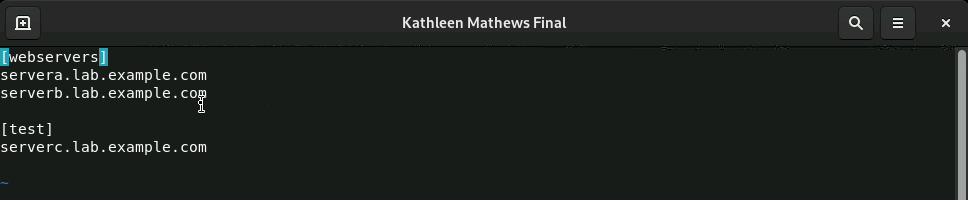 Kathleen Mathews Final
[webservers]
servera.lab.example.com
serverb.lab.example.com
[test]
serverc.lab.example.com
~